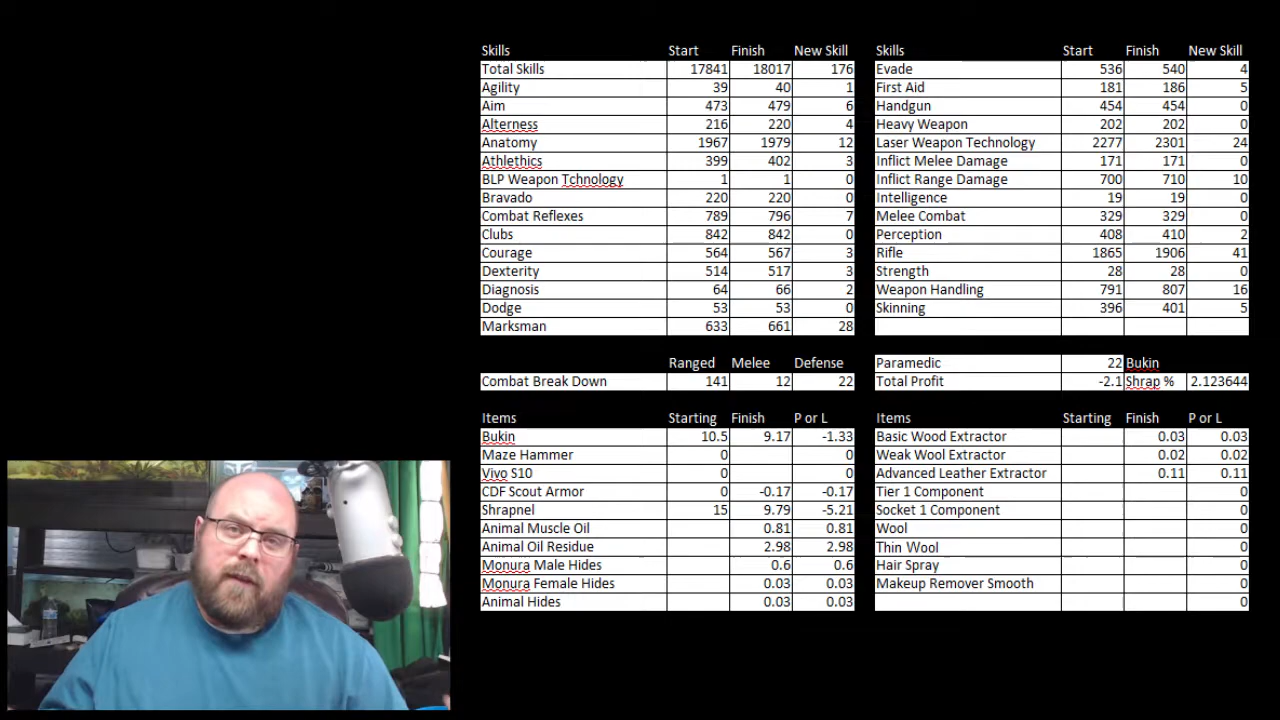 Skills Start Finish New Skill
Total Skills 17841 18017 176
Agility 39 40 1
Aim 473 479 6
Alterness 216 220 4
Anatomy 1967 1979 12
Athlethics 399 402 3
BLP Weapon Tchnology 1 1 0
Bravado 220 220 0
Combat Reflexes 789 796 7
Clubs 842 842 0
Courage 564 567 3
Dexterity 514 517 3
Diagnosis 64 66 2
Dodge 53 53 0
Marksman 633 661 28
Skills Start Finish New Skill
Evade 536 540 4
First Aid 181 186 5
Handgun 454 454 0
Heavy Weapon 202 202 0
Laser Weapon Technology 2277 2301 24
Inflict Melee Damage 171 171 0
Inflict Range Damage 700 710 10
Intelligence 19 19 0
Melee Combat 329 329 0
Perception 408 410 2
Rifle 1865 1906 41
Strength 28 28 0
Weapon Handling 791 807 16
Skinning 396 401 5
Ranged Melee Defense
Combat Break Down 141 12 22
Paramedic 22 Bukin
Total Profit -2.1 Shrap % 2.123644
Items Starting Finish P or L
Bukin 10.5 9.17 -1.33
Maze Hammer 0 0
Vivo S10 0 0
CDF Scout Armor 0 -0.17 -0.17
Shrapnel 15 9.79 -5.21
Animal Muscle Oil 0.81 0.81
Animal Oil Residue 2.98 2.98
Monura Male Hides 0.6 0.6
Monura Female Hides 0.03 0.03
Animal Hides 0.03 0.03
Items Starting Finish P or L
Basic Wood Extractor 0.03 0.03
Weak Wool Extractor 0.02 0.02
Advanced Leather Extractor 0.11 0.11
Tier 1 Component 0
Socket 1 Component 0
Wool 0
Thin Wool 0
Hair Spray 0
Makeup Remover Smooth 0
0